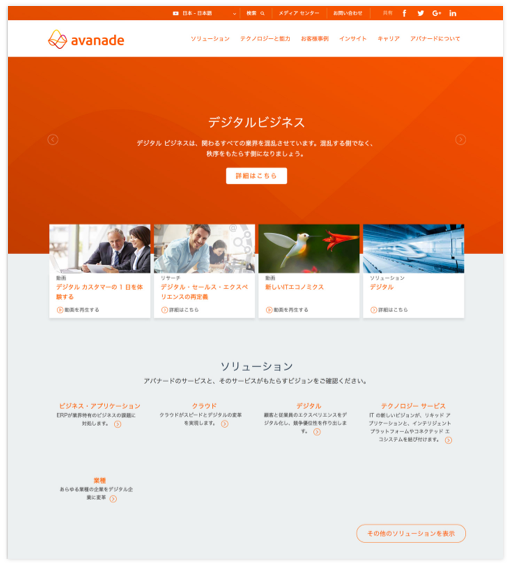 日本 - 日本語
検索
メディア センター
お問い合わせ
共有
avanade
ソリューション
テクノロジーと能力
お客様事例
インサイト
キャリア
アバナードについて
デジタルビジネス
デジタル ビジネスは、関わるすべての業界を混乱させています。混乱する側でなく、
秩序をもたらす側になりましょう。
詳細はこちら
動画
デジタル カスタマーの 1 日を体
験する
動画を再生する
リサーチ
デジタル・セールス・エクスペ
リエンスの再定義
詳細はこちら
動画
新しいITエコノミクス
動画を再生する
ソリューション
デジタル
詳細はこちら
ソリューション
アバナードのサービスと、そのサービスがもたらすビジョンをご確認ください。
ビジネス・アプリケーション
ERPが業界特有のビジネスの課題に
対処します。
クラウド
クラウドがスピードとデジタルの変革
を実現します。
デジタル
顧客と従業員のエクスペリエンスをデ
ジタル化し、競争優位性を作り出しま
す。
テクノロジー サービス
IT の新しいビジョンが、リキッド ア
プリケーションと、インテリジェント
プラットフォームやコネクテッド エ
コシステムを結び付けます。
業種
あらゆる業種の企業をデジタル企
業に変革
その他のソリューションを表示